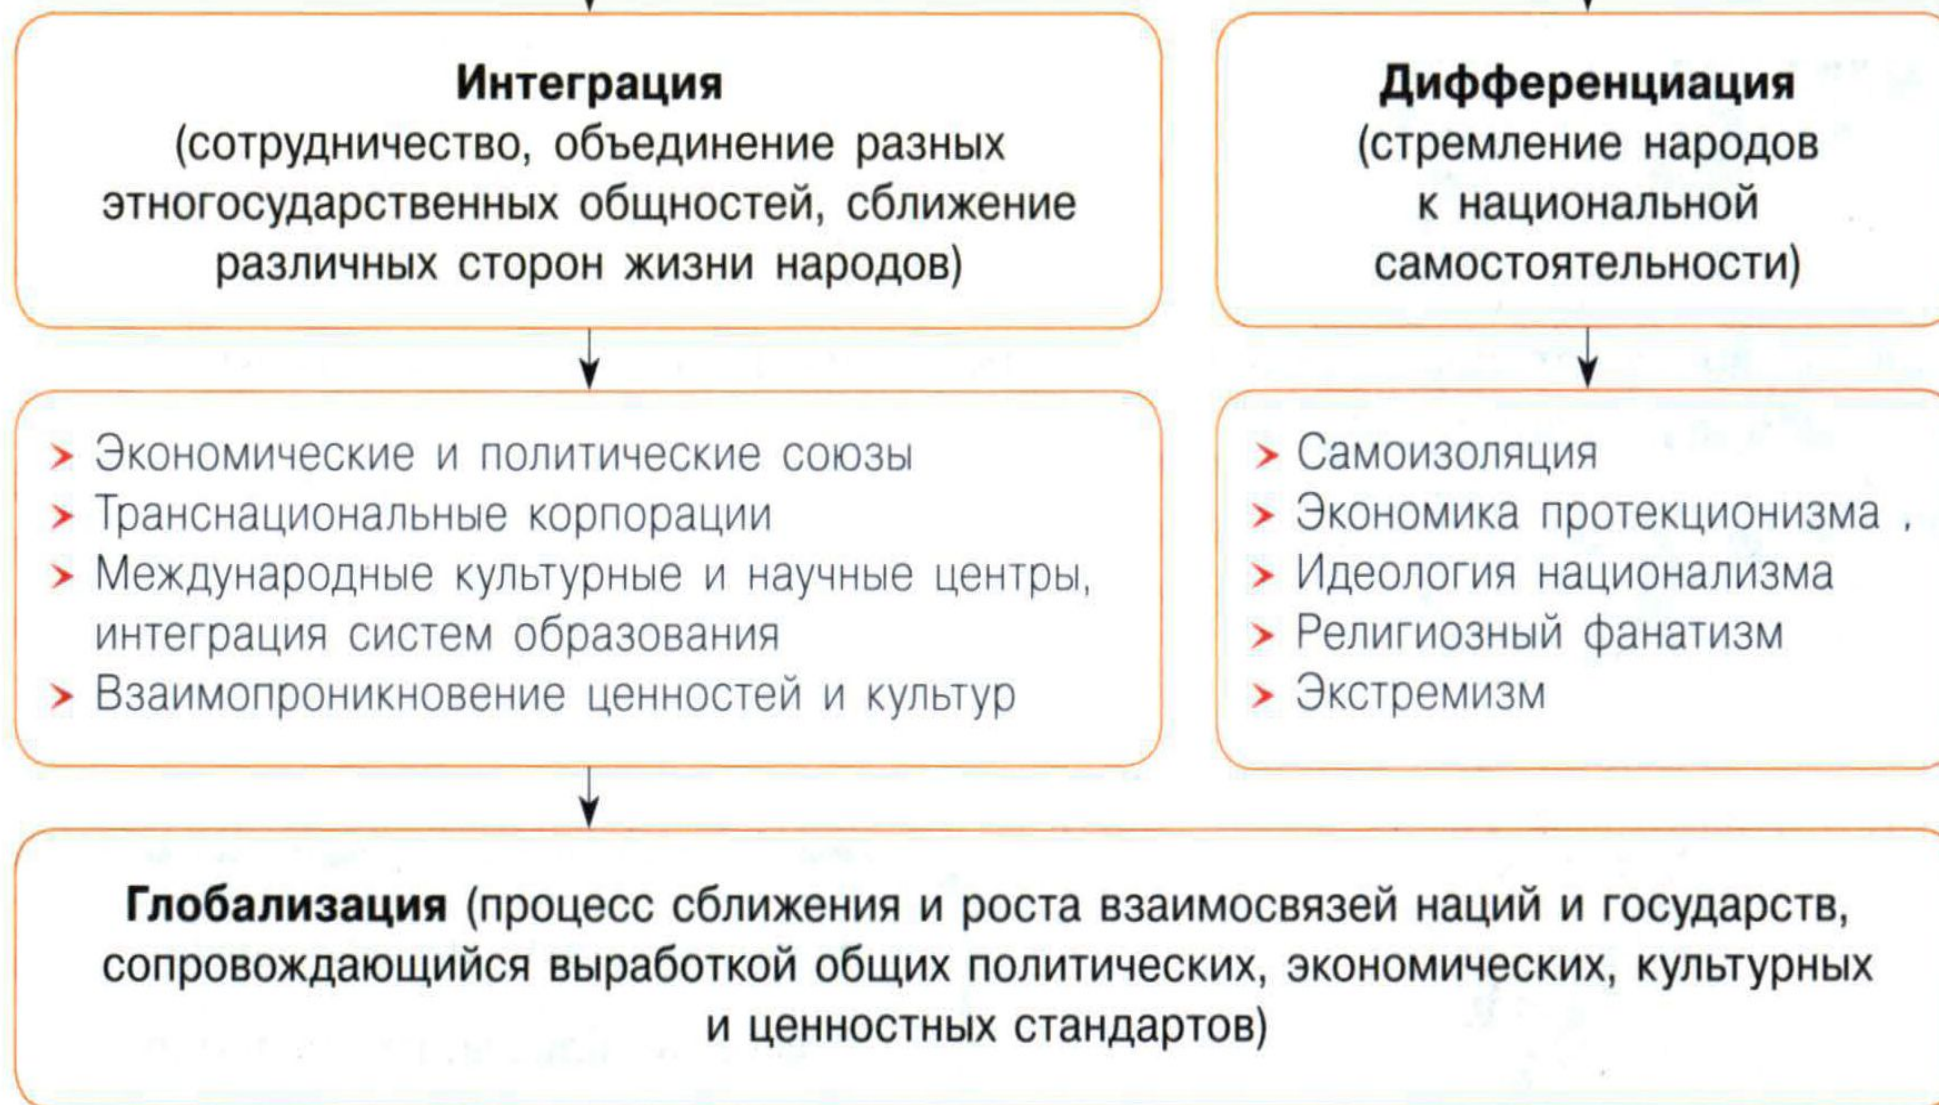 Интеграция
(сотрудничество, объединение разных
этногосударственных общностей, сближение
различных сторон жизни народов)
Дифференциация
(стремление народов
к национальной
самостоятельности)
➤ Экономические и политические союзы
➤ Транснациональные корпорации
➤ Международные культурные и научные центры,
интеграция систем образования
➤ Взаимопроникновение ценностей и культур
➤ Самоизоляция
➤ Экономика протекционизма
➤ Идеология национализма
➤ Религиозный фанатизм
➤ Экстремизм
Глобализация (процесс сближения и роста взаимосвязей наций и государств,
сопровождающийся выработкой общих политических, экономических, культурных
и ценностных стандартов)